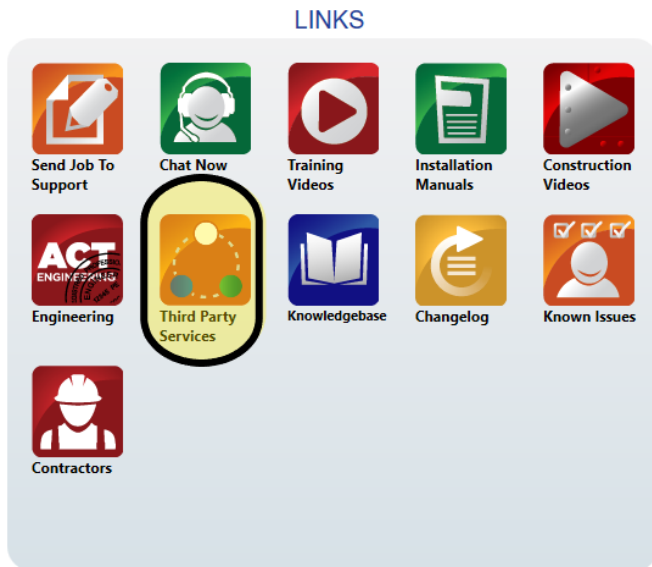 LINKS
Send Job To
Support
Chat Now
Training
Videos
Installation
Manuals
Construction
Videos
ACT
ENGINEERING
Engineering
Third Party
Services
Knowledgebase
Changelog
Known Issues
Contractors